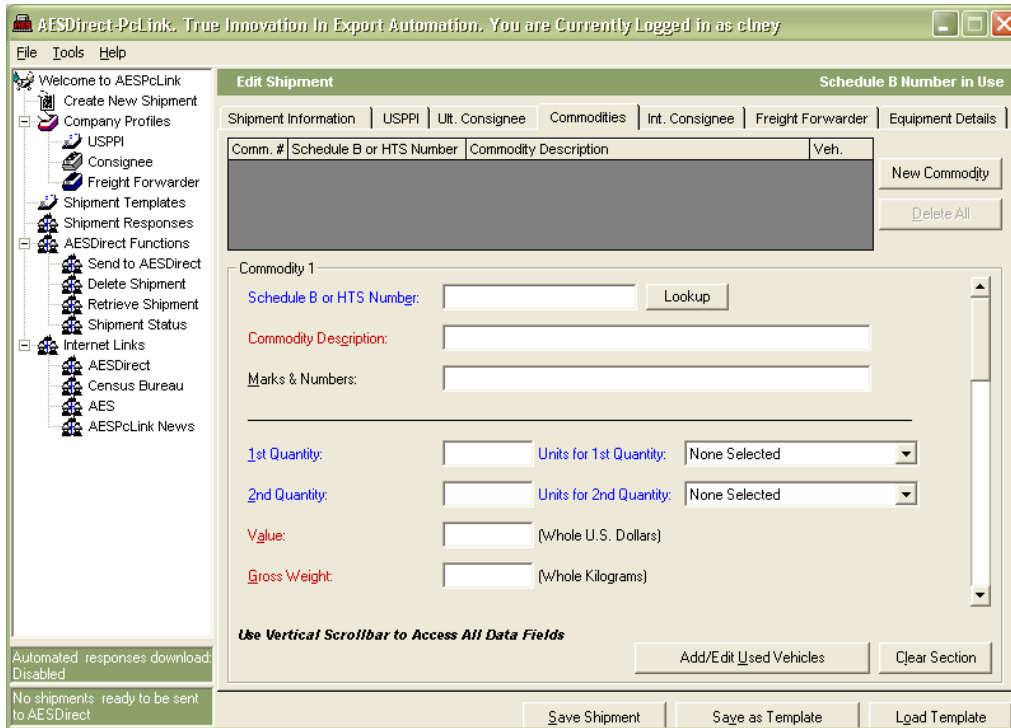 AESDirect-PcLink. True Innovation In Export Automation. You are Currently Logged in as clney
File Tools Help
Welcome to AESPcLink
Create New Shipment
Company Profiles
USPPI
Consignee
Freight Forwarder
Shipment Templates
Shipment Responses
AESDirect Functions
Send to AESDirect
Delete Shipment
Retrieve Shipment
Shipment Status
Internet Links
AESDirect
Census Bureau
AES
AESPcLink News
Automated responses download:
Disabled
No shipments ready to be sent
to AESDirect
Edit Shipment Schedule B Number in Use
Shipment Information USPPI Ult. Consignee Commodities Int. Consignee Freight Forwarder Equipment Details
Comm. # Schedule B or HTS Number Commodity Description Veh.
New Commodity
Delete All
Commodity 1
Schedule B or HTS Number: Lookup
Commodity Description:
Marks & Numbers:
1st Quantity: Units for 1st Quantity: None Selected
2nd Quantity: Units for 2nd Quantity: None Selected
Value: (Whole U.S. Dollars)
Gross Weight: (Whole Kilograms)
Use Vertical Scrollbar to Access All Data Fields
Add/Edit Used Vehicles Clear Section
Save Shipment Save as Template Load Template